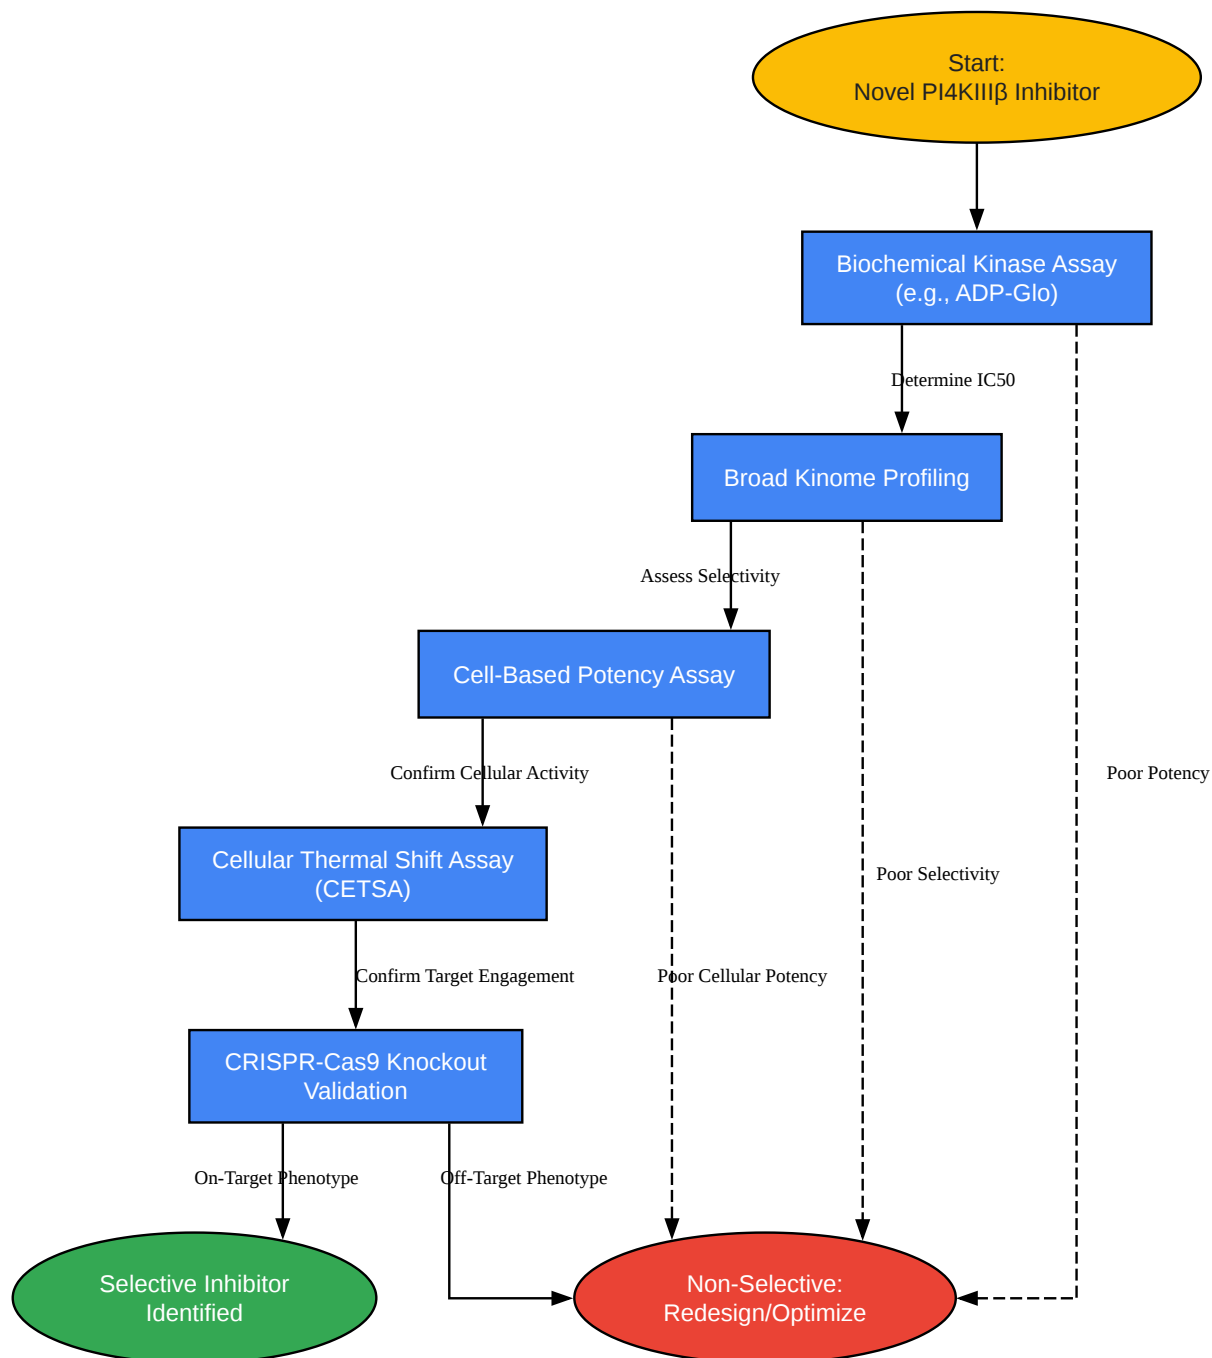 Start:
Novel PI4KIIIβ Inhibitor
Biochemical Kinase Assay
(e.g., ADP-Glo)
Determine IC50
Broad Kinome Profiling
Assess Selectivity
Cell-Based Potency Assay
Confirm Cellular Activity
Poor Potency
Cellular Thermal Shift Assay
(CETSA)
Poor Selectivity
Confirm Target Engagement
Poor Cellular Potency
CRISPR-Cas9 Knockout
Validation
On-Target Phenotype
Off-Target Phenotype
Selective Inhibitor
Identified
Non-Selective:
Redesign/Optimize